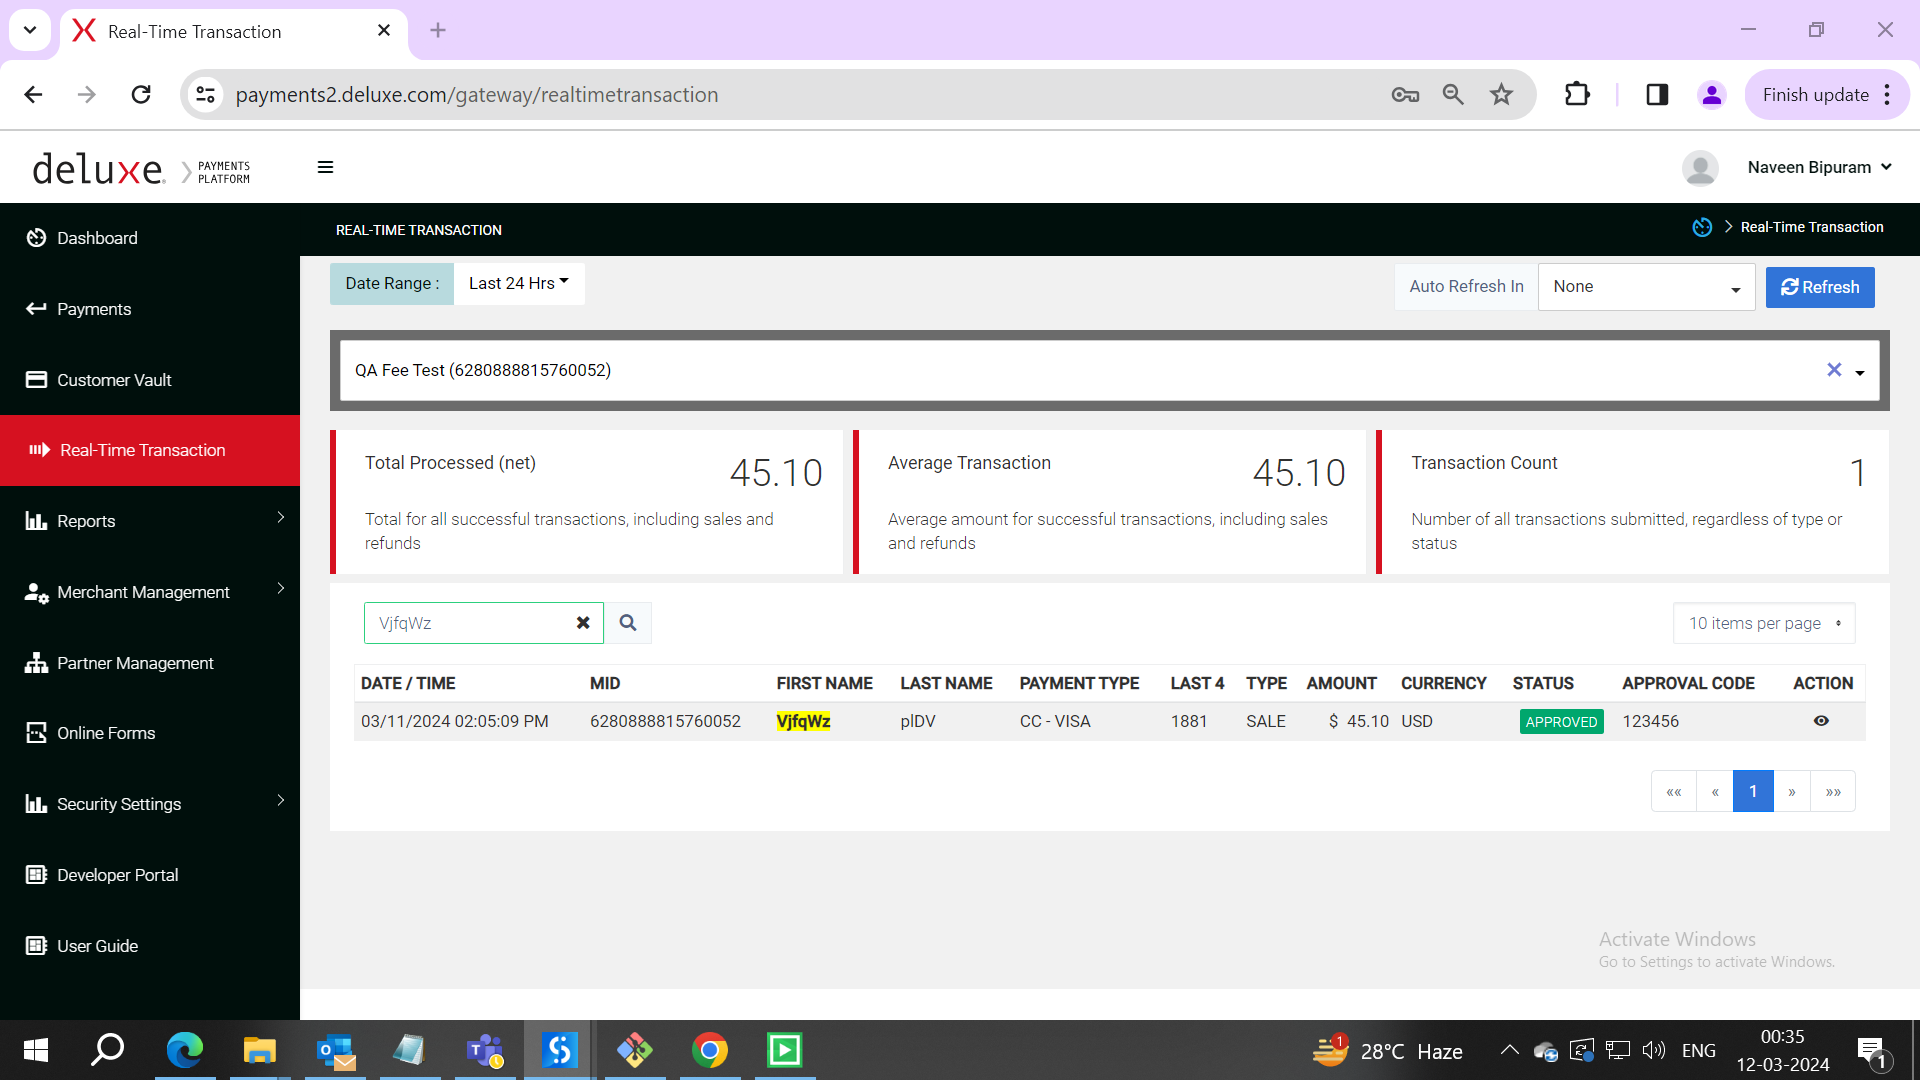 Real-Time Transaction
payments2.deluxe.com/gateway/realtimetransaction
Finish update
deluxe. PAYMENTS PLATFORM
Naveen Bipuram
Dashboard
Payments
Customer Vault
Real-Time Transaction
Reports
Merchant Management
Partner Management
Online Forms
Security Settings
Developer Portal
User Guide
REAL-TIME TRANSACTION
Real-Time Transaction
Date Range : Last 24 Hrs
Auto Refresh In None Refresh
QA Fee Test (6280888815760052)
Total Processed (net) 45.10
Total for all successful transactions, including sales and
refunds
Average Transaction 45.10
Average amount for successful transactions, including sales
and refunds
Transaction Count 1
Number of all transactions submitted, regardless of type or
status
VjfqWz
10 items per page
DATE / TIME MID FIRST NAME LAST NAME PAYMENT TYPE LAST 4 TYPE AMOUNT CURRENCY STATUS APPROVAL CODE ACTION
03/11/2024 02:05:09 PM 6280888815760052 VjfqWz plDV CC - VISA 1881 SALE $ 45.10 USD APPROVED 123456
«« « 1 » »»
Activate Windows
Go to Settings to activate Windows.
1 28°C Haze ENG
00:35
12-03-2024
1